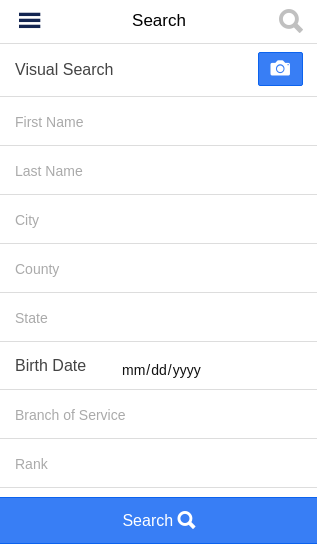 Search
Visual Search
First Name
Last Name
City
County
State
Birth Date mm/dd/yyyy
Branch of Service
Rank
Search